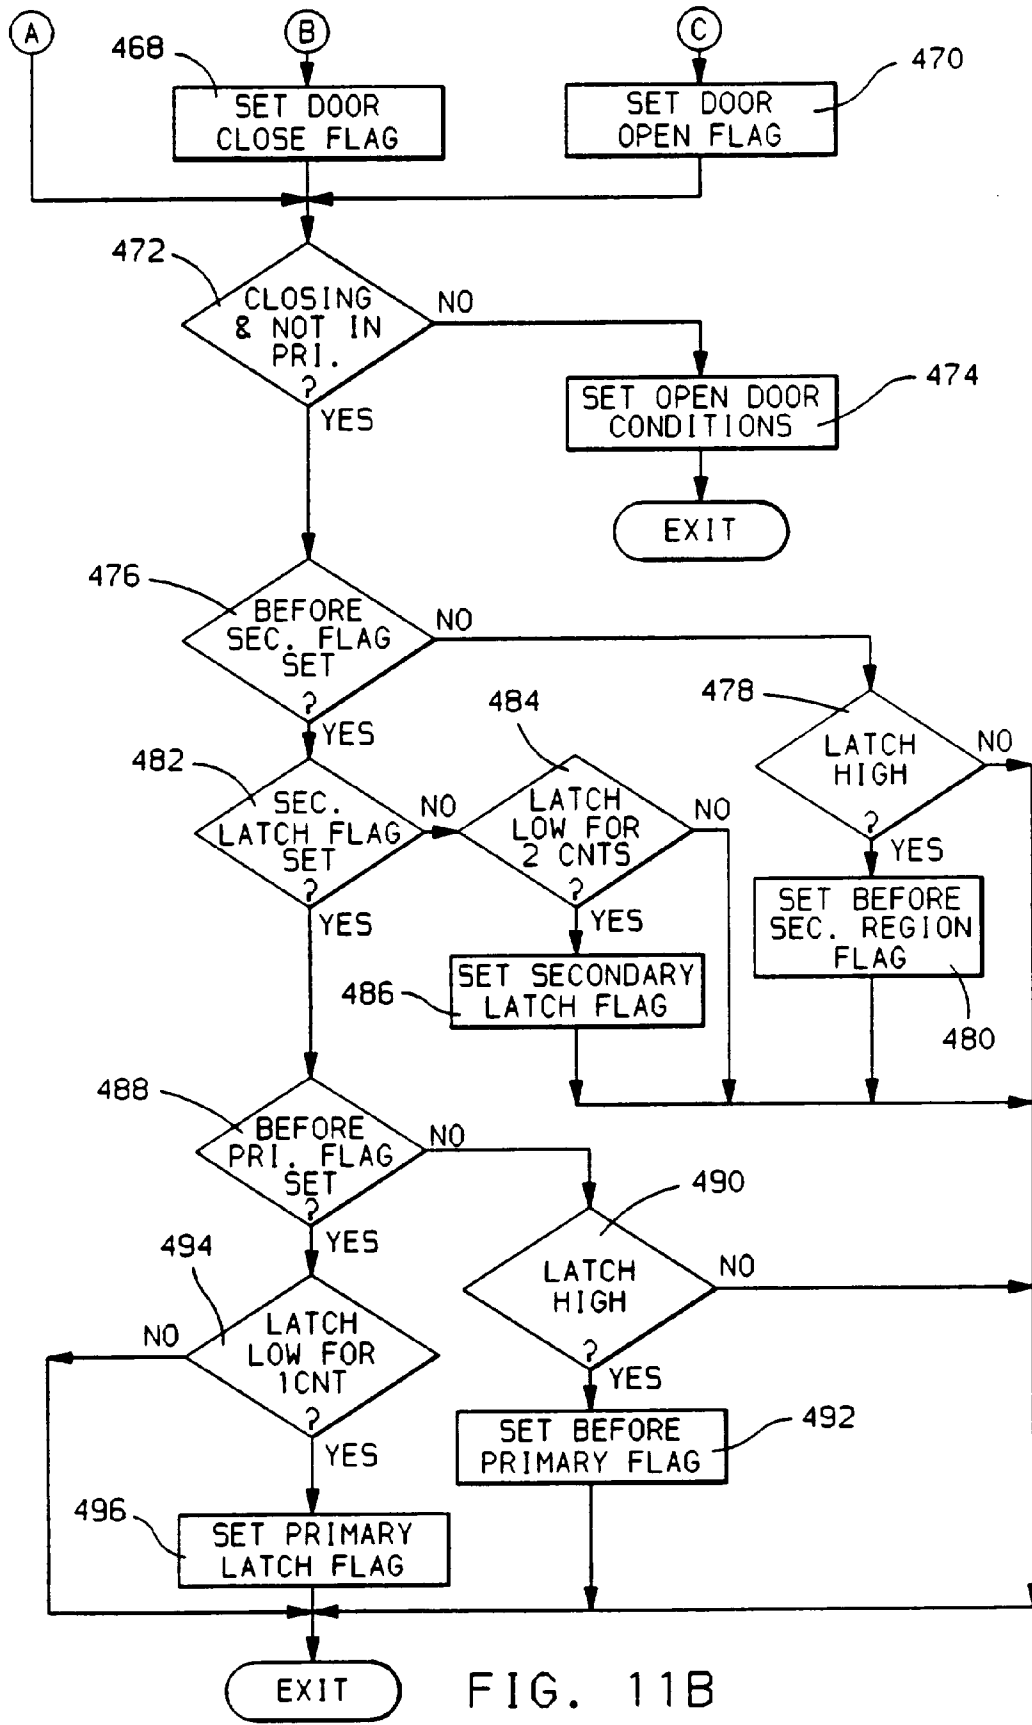 A
B
C
468
470
SET DOOR
CLOSE FLAG
SET DOOR
OPEN FLAG
472
CLOSING
& NOT IN
PRI.
?
NO
YES
474
SET OPEN DOOR
CONDITIONS
EXIT
476
BEFORE
SEC. FLAG
SET
?
NO
YES
478
LATCH
HIGH
?
NO
YES
482
SEC.
LATCH FLAG
SET
?
NO
YES
484
LATCH
LOW FOR
2 CNTS
?
NO
YES
SET BEFORE
SEC. REGION
FLAG
480
486
SET SECONDARY
LATCH FLAG
488
BEFORE
PRI. FLAG
SET
?
NO
YES
490
LATCH
HIGH
?
NO
YES
494
LATCH
LOW FOR
1CNT
?
NO
YES
SET BEFORE
PRIMARY FLAG
492
496
SET PRIMARY
LATCH FLAG
EXIT
FIG. 11B